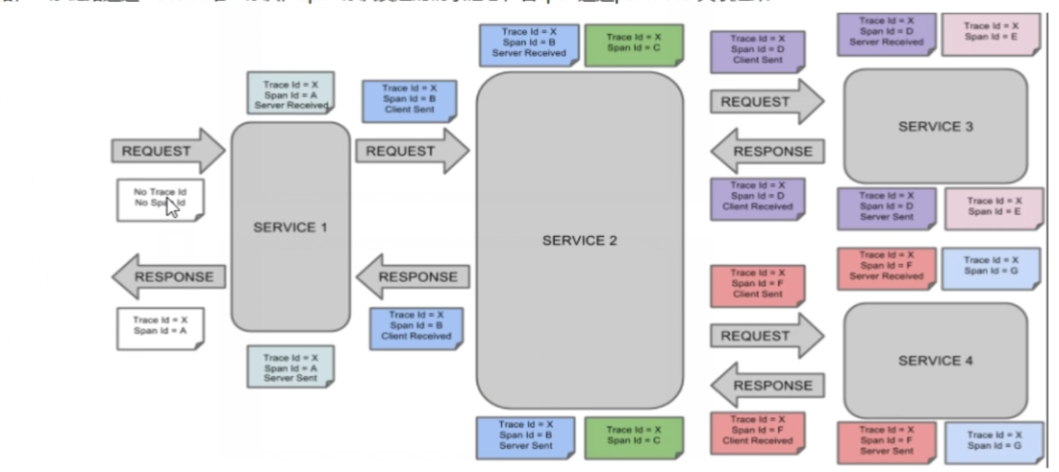 Trace Id = X
Span Id = B
Server Received
Trace Id = X
Span Id = C
Trace Id = X
Span Id = D
Client Sent
Trace Id = X
Span Id = D
Server Received
Trace Id = X
Span Id = E
Trace Id = X
Span Id = A
Server Received
Trace Id = X
Span Id = B
Client Sent
REQUEST
REQUEST
REQUEST
RESPONSE
SERVICE 3
No Trace Id
No Span Id
SERVICE 1
SERVICE 2
Trace Id = X
Span Id = D
Client Received
Trace Id = X
Span Id = D
Server Sent
Trace Id = X
Span Id = E
RESPONSE
RESPONSE
Trace Id = X
Span Id = F
Client Sent
Trace Id = X
Span Id = F
Server Received
Trace Id = X
Span Id = G
Trace Id = X
Span Id = A
Trace Id = X
Span Id = B
Client Received
REQUEST
RESPONSE
SERVICE 4
Trace Id = X
Span Id = A
Server Sent
Trace Id = X
Span Id = B
Server Sent
Trace Id = X
Span Id = C
Trace Id = X
Span Id = F
Client Received
Trace Id = X
Span Id = F
Server Sent
Trace Id = X
Span Id = G